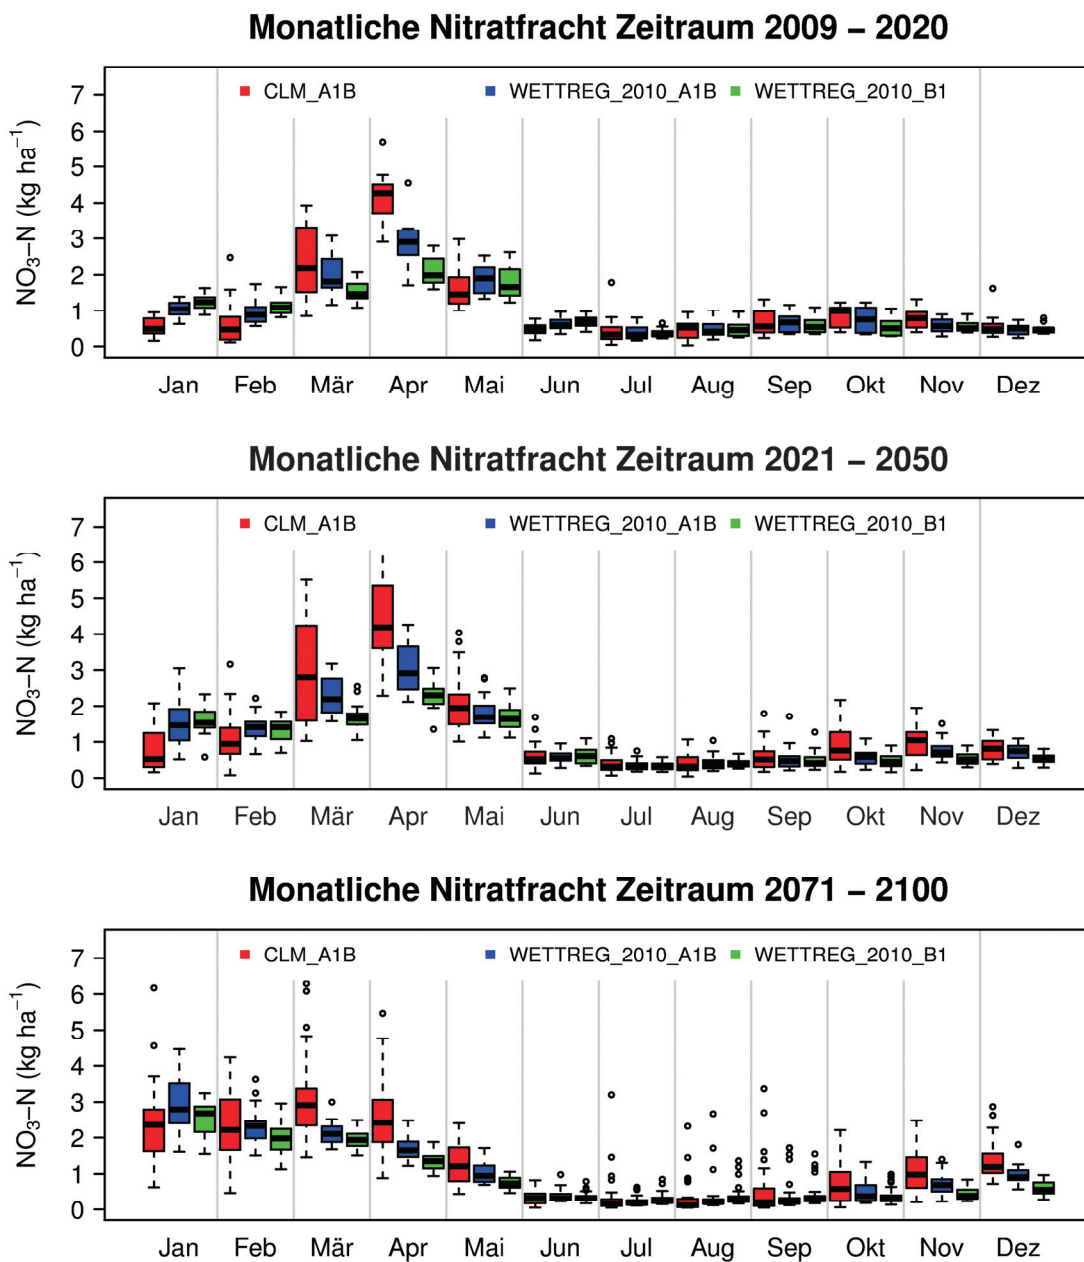 Monatliche Nitratfracht Zeitraum 2009 – 2020
CLM_A1B WETTREG_2010_A1B WETTREG_2010_B1
NO₃–N (kg ha⁻¹)
7
6
5
4
3
2
1
0
Jan Feb Mär Apr Mai Jun Jul Aug Sep Okt Nov Dez
Monatliche Nitratfracht Zeitraum 2021 – 2050
CLM_A1B WETTREG_2010_A1B WETTREG_2010_B1
NO₃–N (kg ha⁻¹)
7
6
5
4
3
2
1
0
Jan Feb Mär Apr Mai Jun Jul Aug Sep Okt Nov Dez
Monatliche Nitratfracht Zeitraum 2071 – 2100
CLM_A1B WETTREG_2010_A1B WETTREG_2010_B1
NO₃–N (kg ha⁻¹)
7
6
5
4
3
2
1
0
Jan Feb Mär Apr Mai Jun Jul Aug Sep Okt Nov Dez